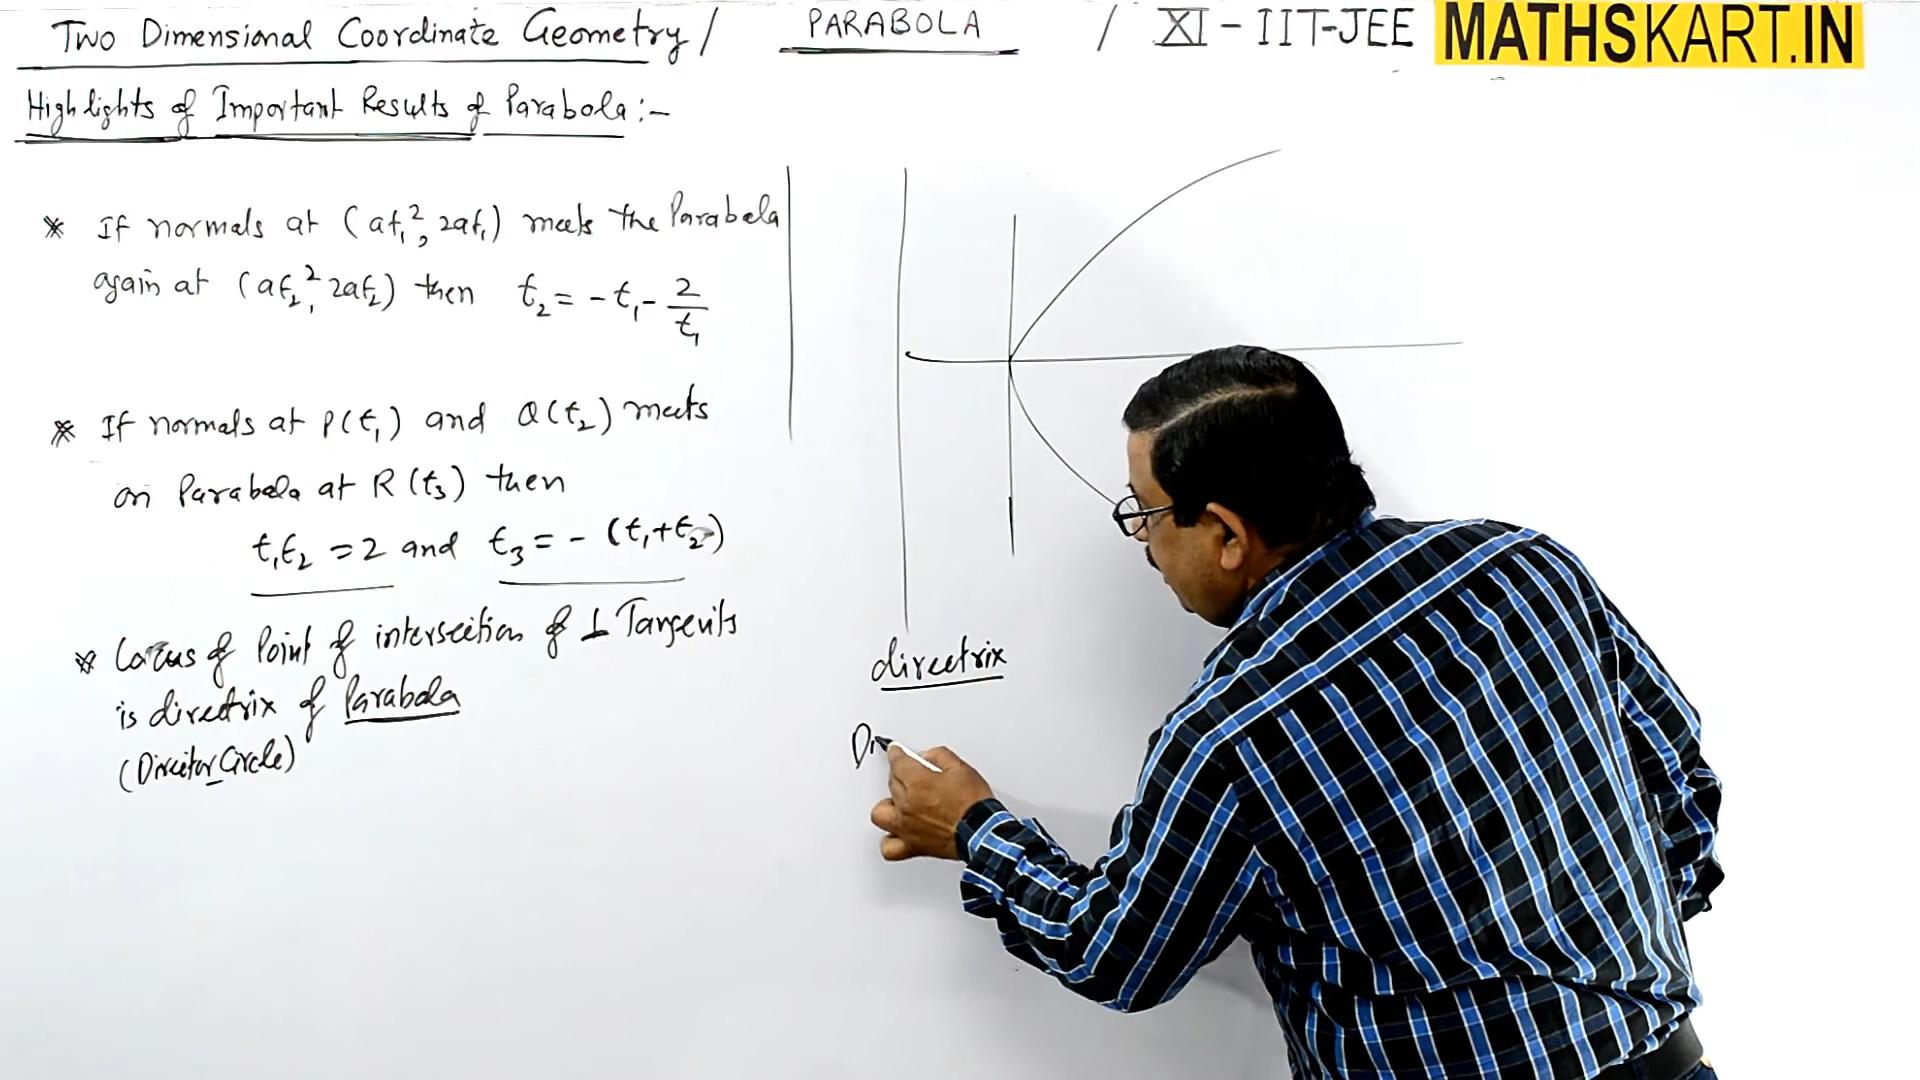 Two Dimensional Coordinate Geometry / PARABOLA / XI - IIT-JEE MATHSKART.IN
Highlights of Important Results of Parabola :-
* If normals at (at₁², 2at₁) meets the Parabola
again at (at₂², 2at₂) then t₂ = -t₁ - 2/t₁
* If normals at P(t₁) and Q(t₂) meets
on Parabola at R(t₃) then
t₁t₂ = 2 and t₃ = - (t₁+t₂)
* Locus of Point of intersection of ⊥ Tangents
is directrix of Parabola
(Director Circle)
directrix
Di